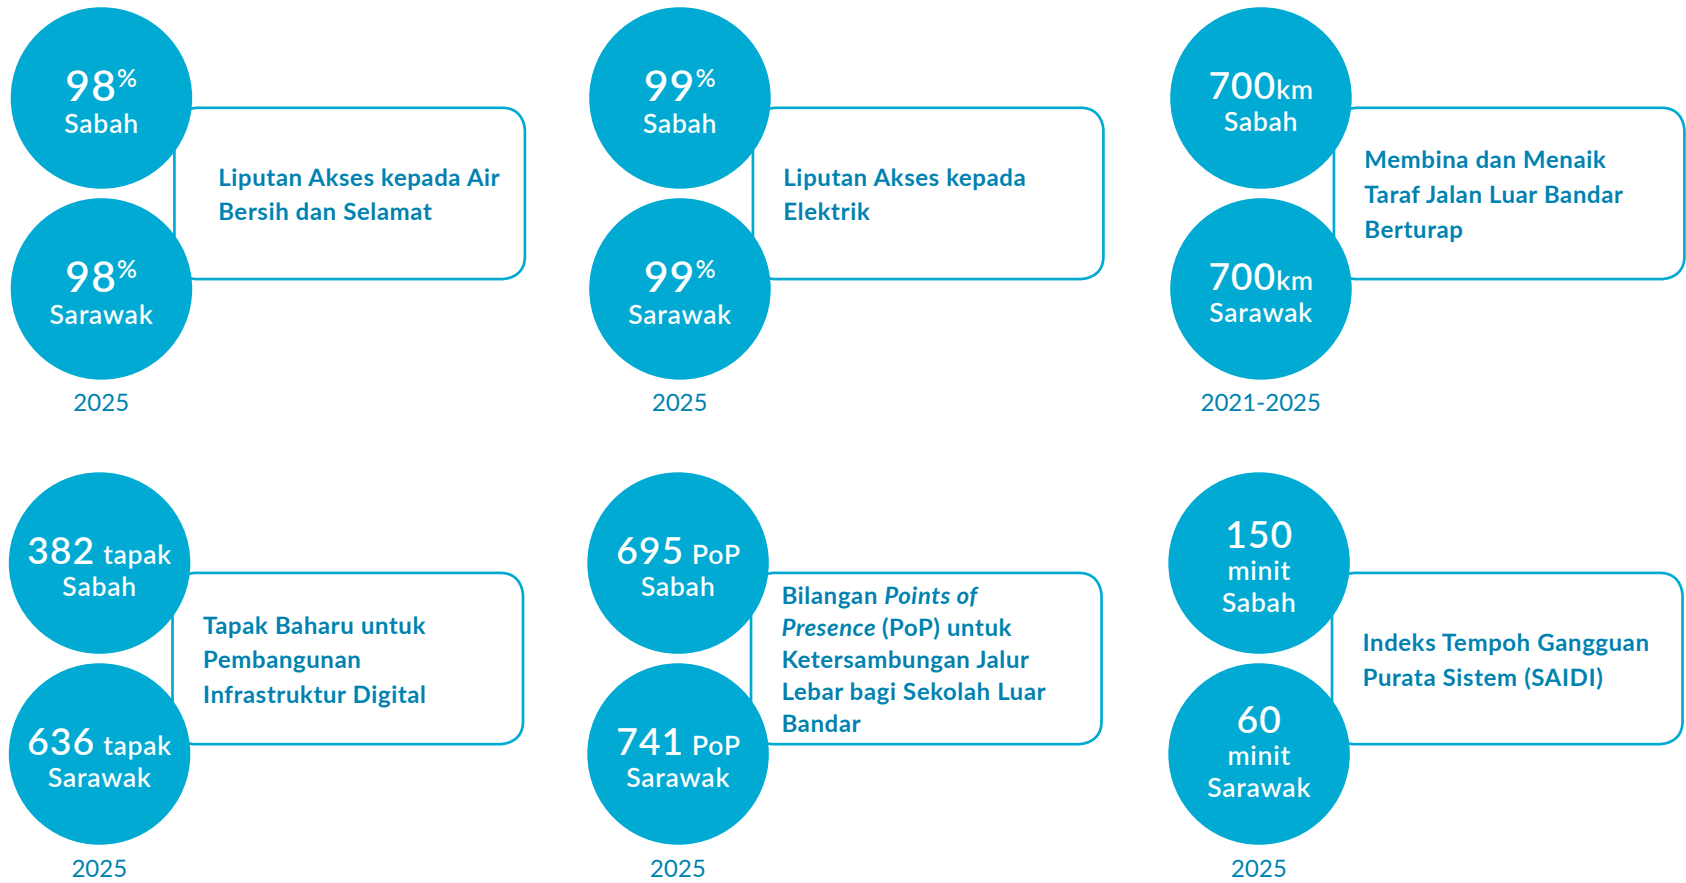 98%
Sabah
98%
Sarawak
2025
Liputan Akses kepada Air
Bersih dan Selamat
99%
Sabah
99%
Sarawak
2025
Liputan Akses kepada
Elektrik
700km
Sabah
700km
Sarawak
2021-2025
Membina dan Menaik
Taraf Jalan Luar Bandar
Berturap
382 tapak
Sabah
636 tapak
Sarawak
2025
Tapak Baharu untuk
Pembangunan
Infrastruktur Digital
695 PoP
Sabah
741 PoP
Sarawak
2025
Bilangan Points of
Presence (PoP) untuk
Ketersambungan Jalur
Lebar bagi Sekolah Luar
Bandar
150
minit
Sabah
60
minit
Sarawak
2025
Indeks Tempoh Gangguan
Purata Sistem (SAIDI)